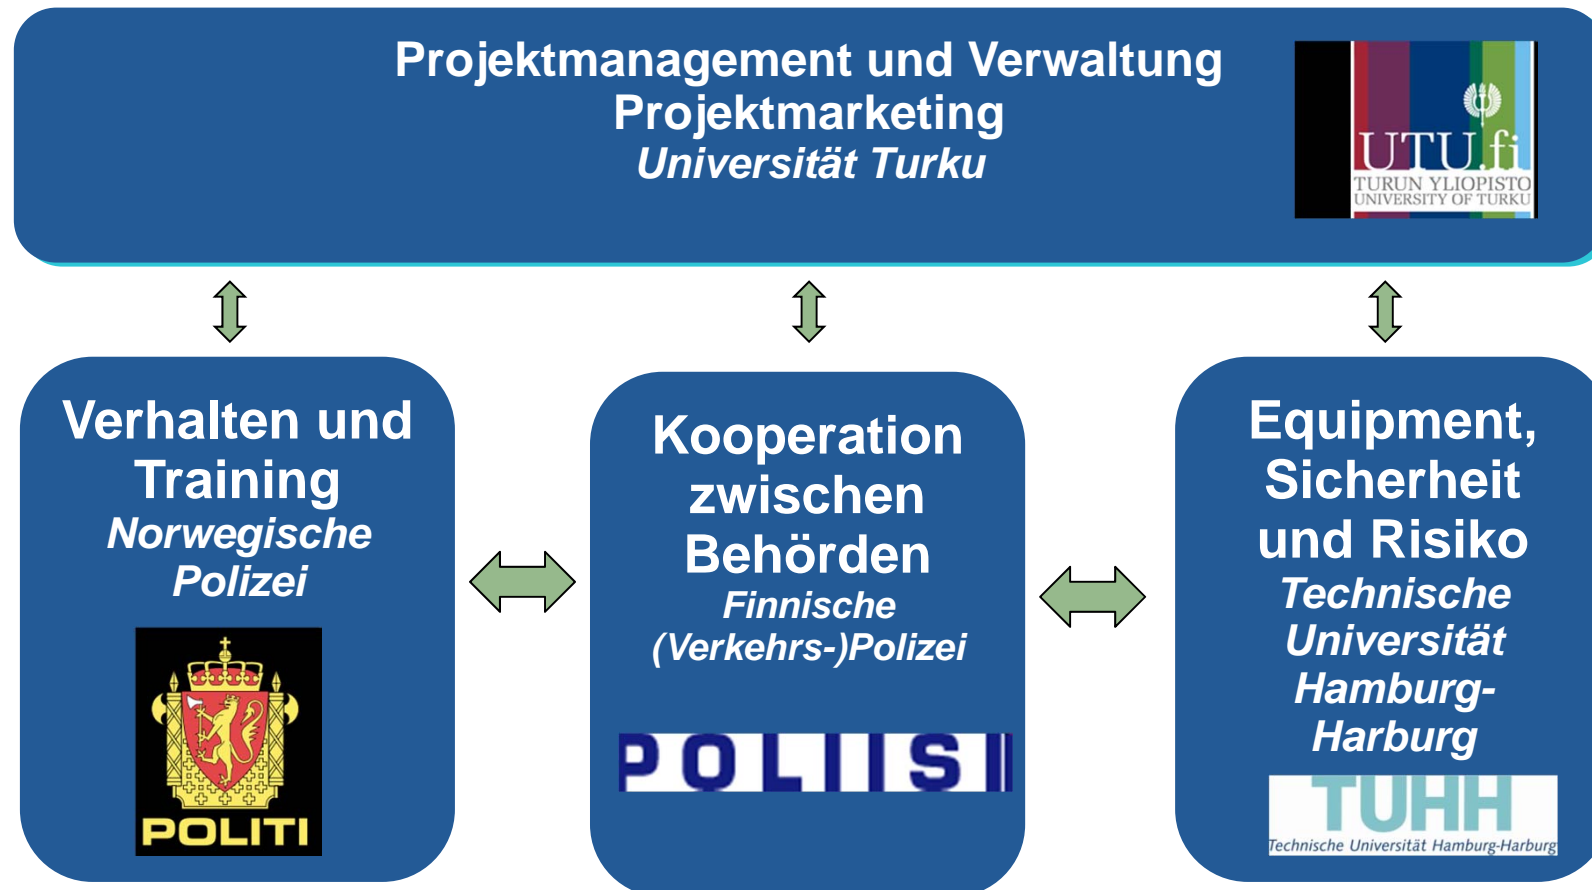 Projektmanagement und Verwaltung
Projektmarketing
Universität Turku
UTU.fi
TURUN YLIOPISTO
UNIVERSITY OF TURKU
Verhalten und
Training
Norwegische
Polizei
POLITI
Kooperation
zwischen
Behörden
Finnische
(Verkehrs-)Polizei
POLIISI
Equipment,
Sicherheit
und Risiko
Technische
Universität
Hamburg-
Harburg
TUHH
Technische Universität Hamburg-Harburg